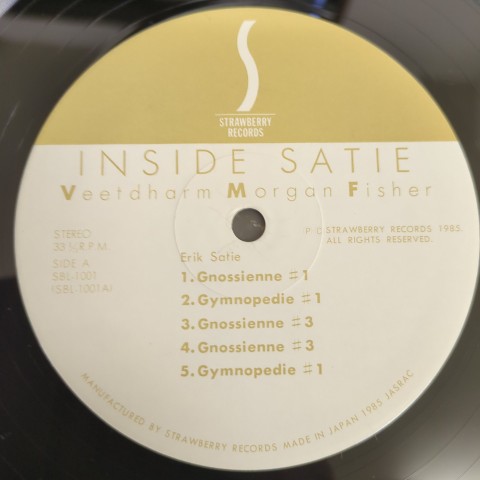 STRAWBERRY
RECORDS
INSIDE SATIE
Veetdharm Morgan Fisher
STEREO
33 ⅓ R.P.M.
SIDE A
SBL-1001
(SBL-1001A)
P.C STRAWBERRY RECORDS 1985.
ALL RIGHTS RESERVED.
Erik Satie
1. Gnossienne ♯1
2. Gymnopedie ♯1
3. Gnossienne ♯3
4. Gnossienne ♯3
5. Gymnopedie ♯1
MANUFACTURED BY STRAWBERRY RECORDS MADE IN JAPAN 1985 JASRAC